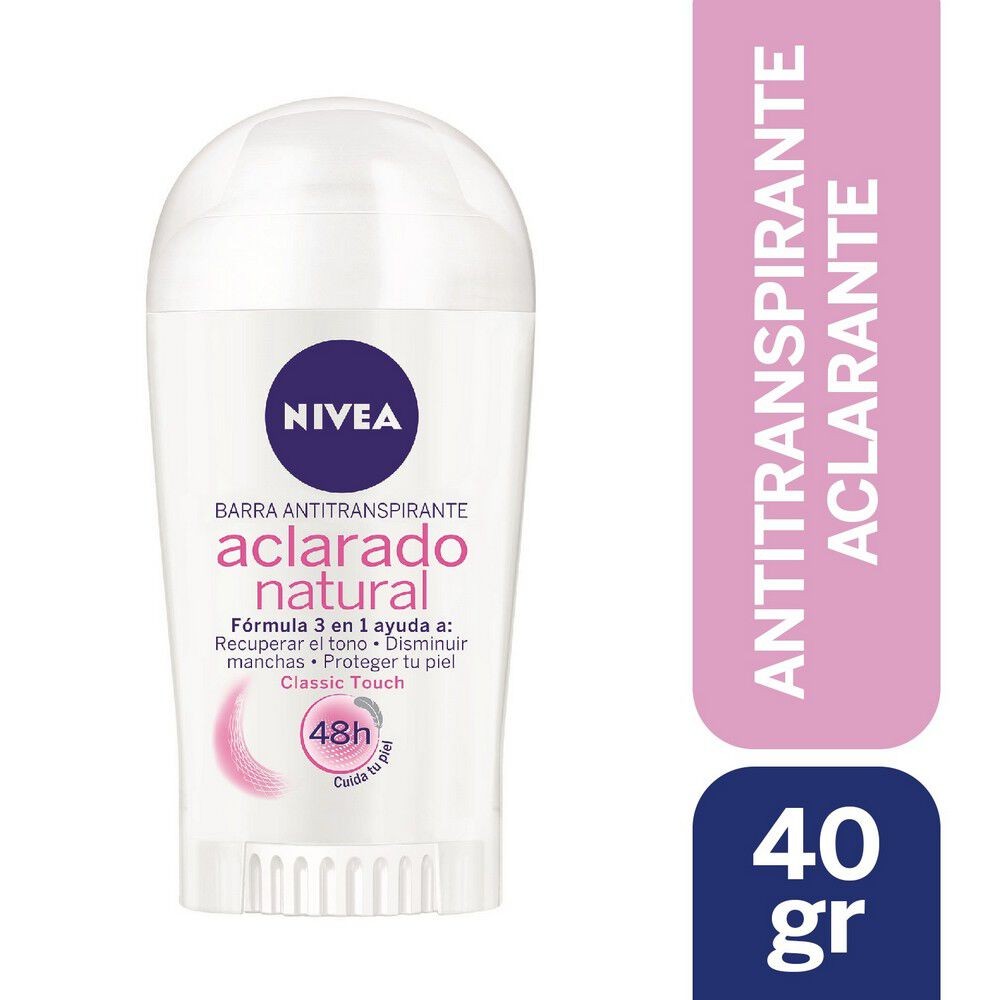 NIVEA
BARRA ANTITRANSPIRANTE
aclarado
natural
Fórmula 3 en 1 ayuda a:
Recuperar el tono • Disminuir
manchas • Proteger tu piel
Classic Touch
48h
Cuida tu piel
ANTITRANSPIRANTE
ACLARANTE
40
gr